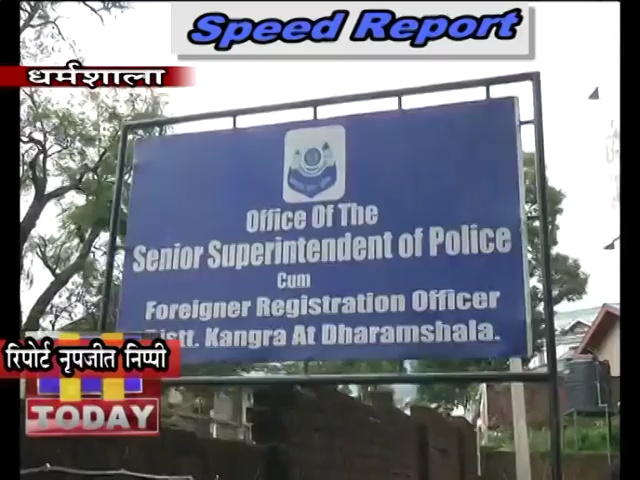 Speed Report
धर्मशाला
Office Of The
Senior Superintendent of Police
Cum
Foreigner Registration Officer
Distt. Kangra At Dharamshala.
रिपोर्ट नृपजीत निप्पी
TODAY